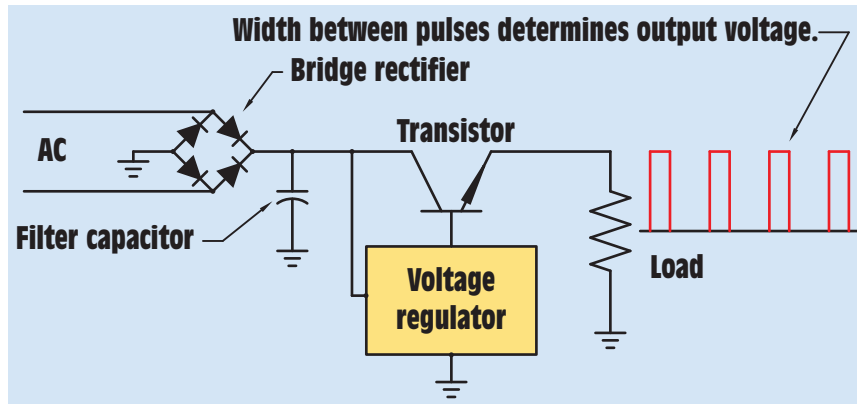 Width between pulses determines output voltage.
Bridge rectifier
AC
Transistor
Filter capacitor
Voltage
regulator
Load